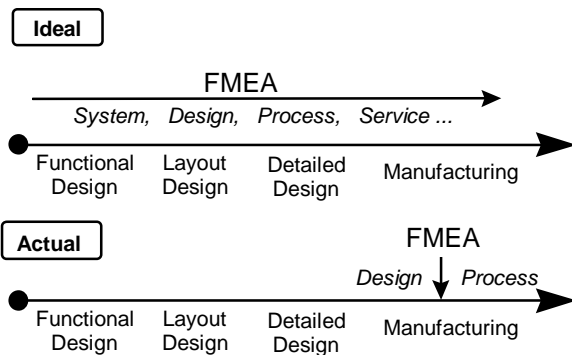 Ideal
FMEA
System, Design, Process, Service ...
Functional Layout Detailed Manufacturing
Design Design Design
Actual
FMEA
Design Process
Functional Layout Detailed Manufacturing
Design Design Design